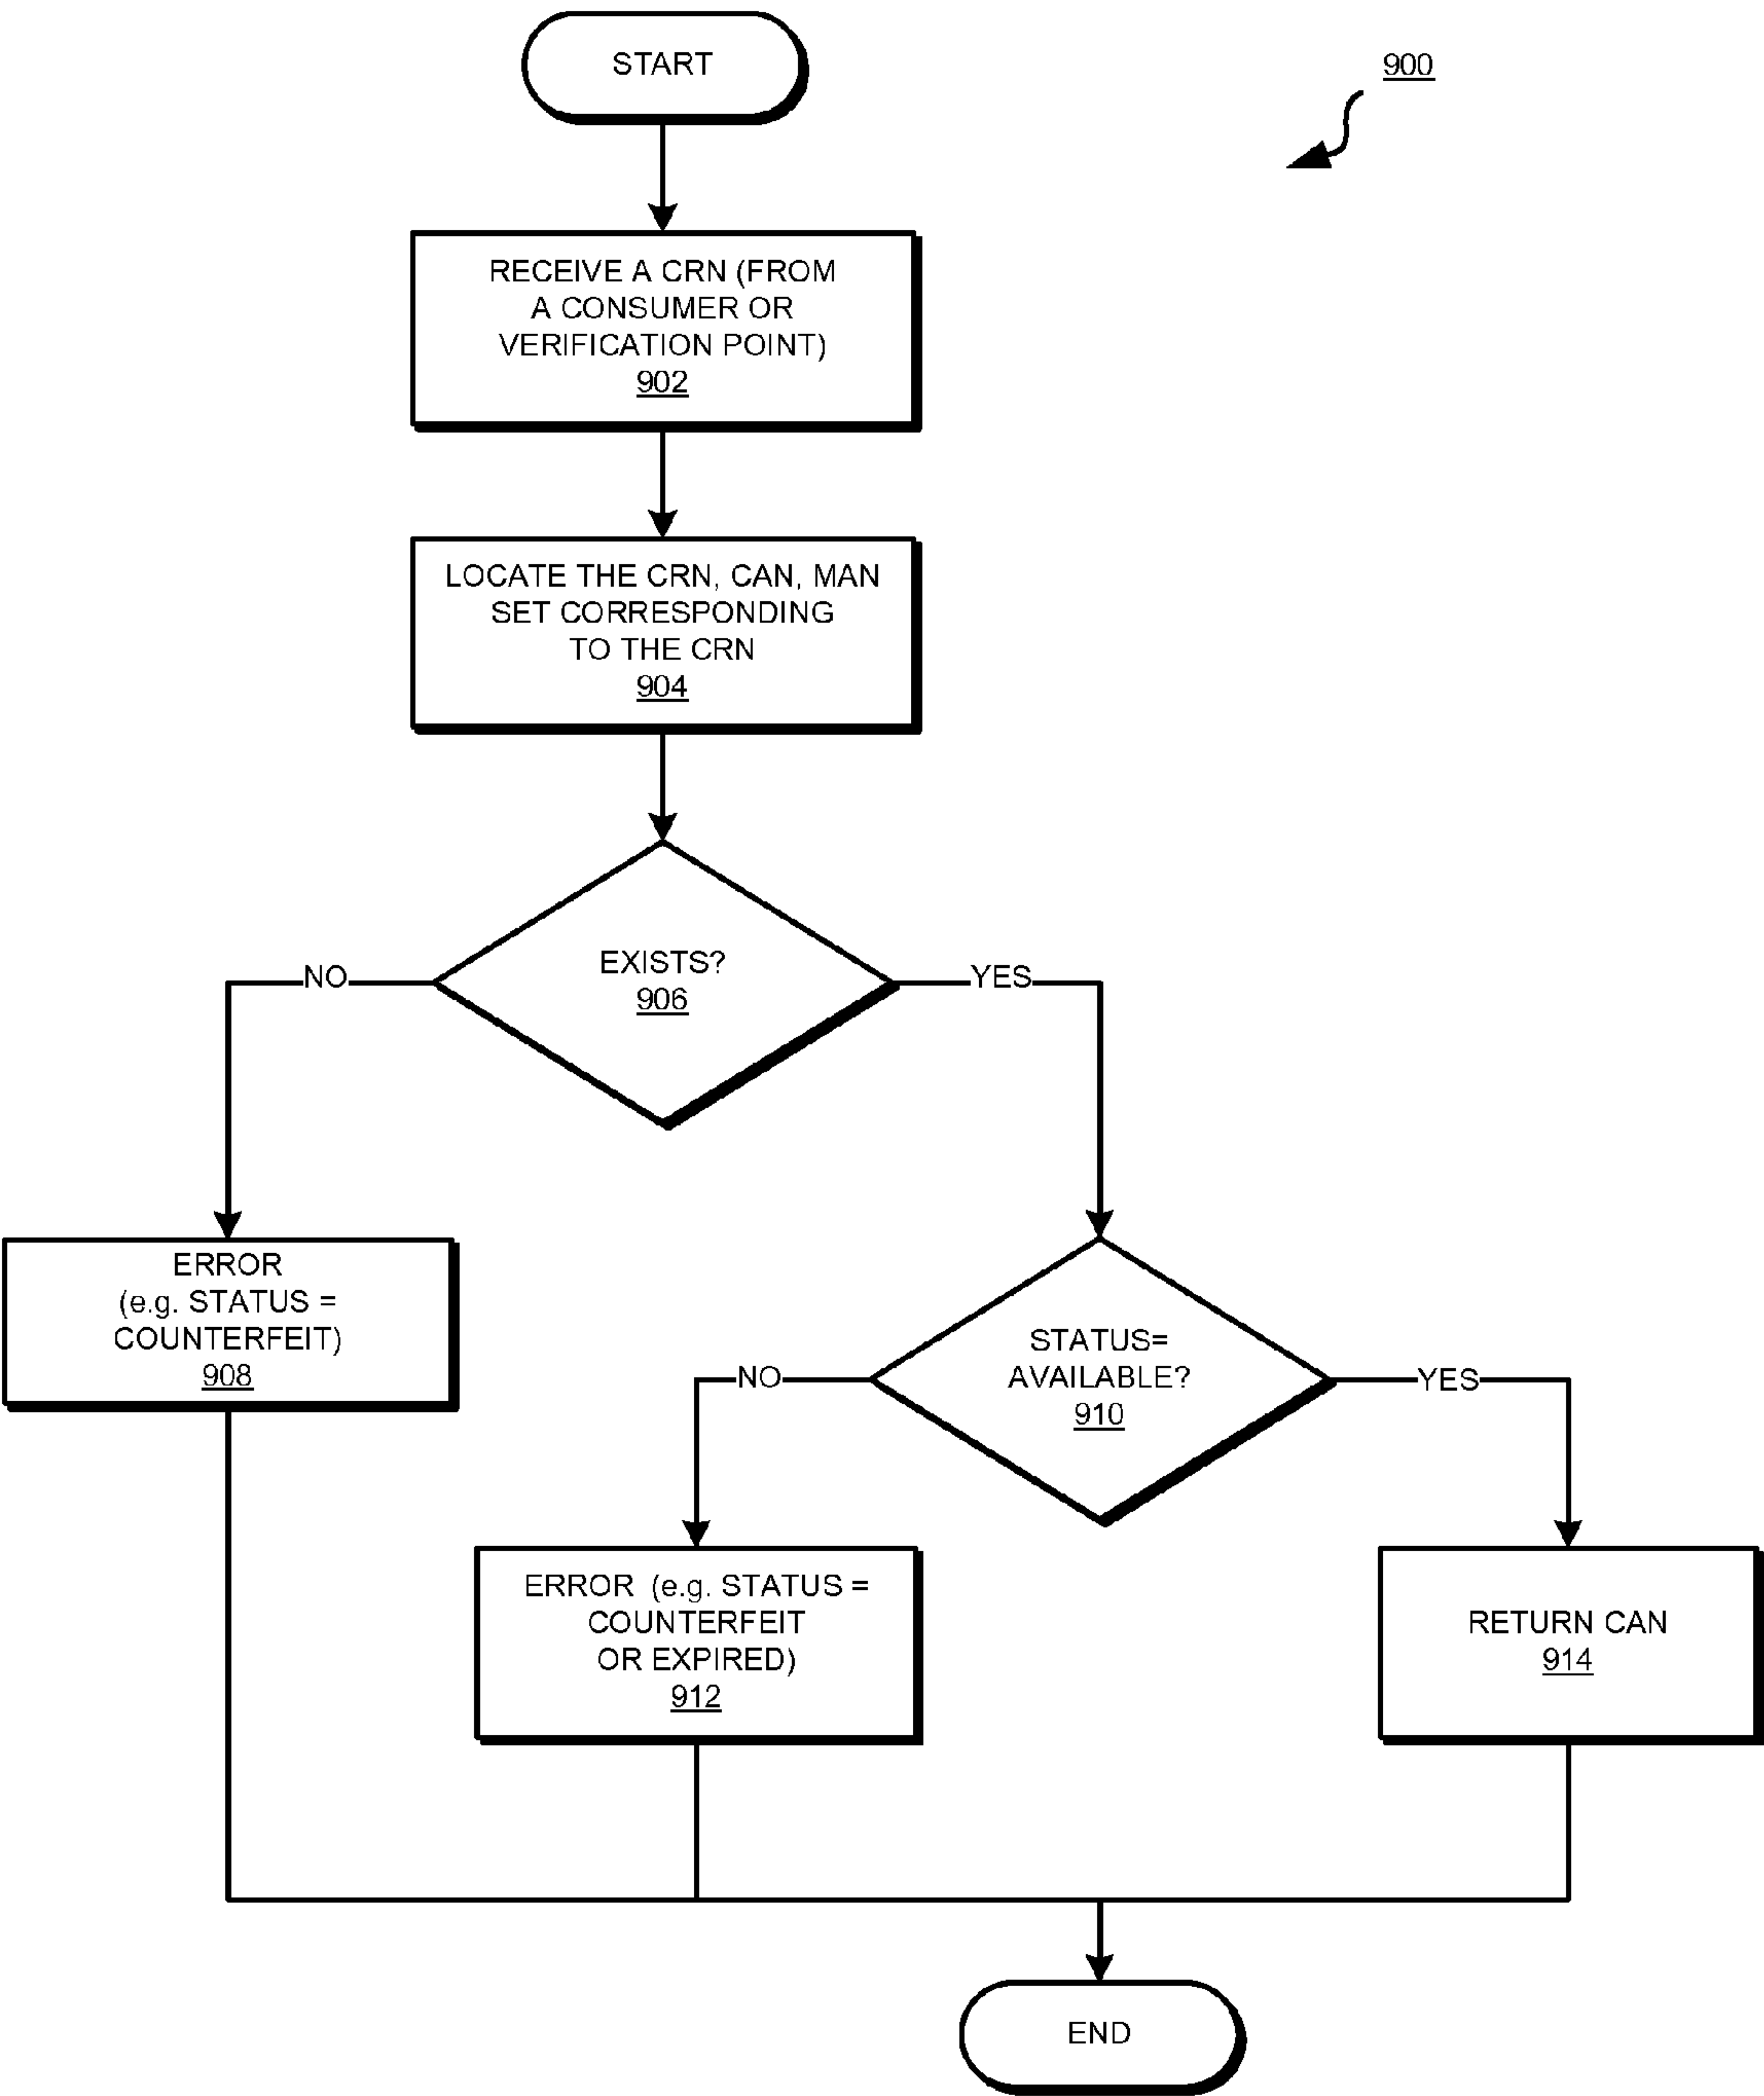 START
900
RECEIVE A CRN (FROM
A CONSUMER OR
VERIFICATION POINT)
902
LOCATE THE CRN, CAN, MAN
SET CORRESPONDING
TO THE CRN
904
EXISTS?
906
NO
YES
ERROR
(e.g. STATUS =
COUNTERFEIT)
908
STATUS=
AVAILABLE?
910
NO
YES
ERROR (e.g. STATUS =
COUNTERFEIT
OR EXPIRED)
912
RETURN CAN
914
END